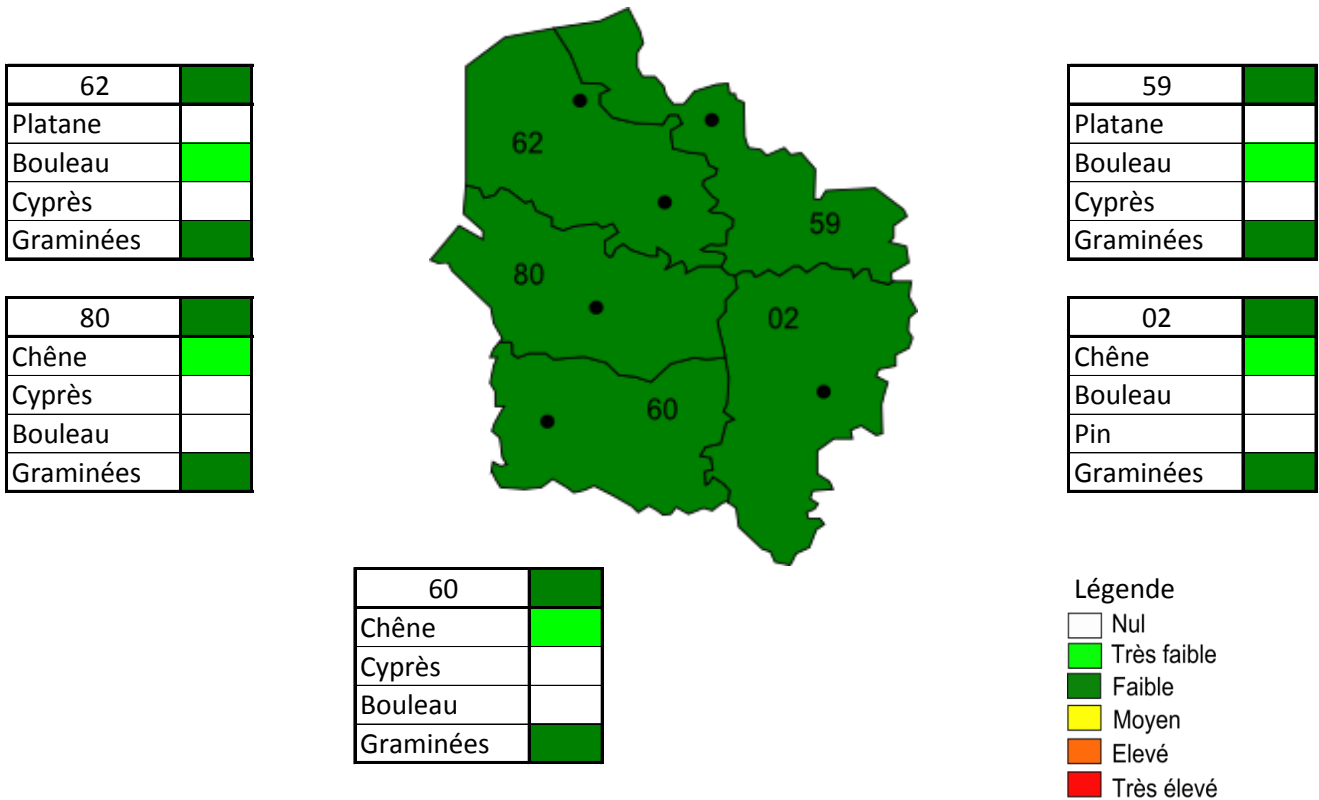 62
Platane
Bouleau
Cyprès
Graminées
80
Chêne
Cyprès
Bouleau
Graminées
62
59
80
02
60
59
Platane
Bouleau
Cyprès
Graminées
02
Chêne
Bouleau
Pin
Graminées
60
Chêne
Cyprès
Bouleau
Graminées
Légende
Nul
Très faible
Faible
Moyen
Elevé
Très élevé